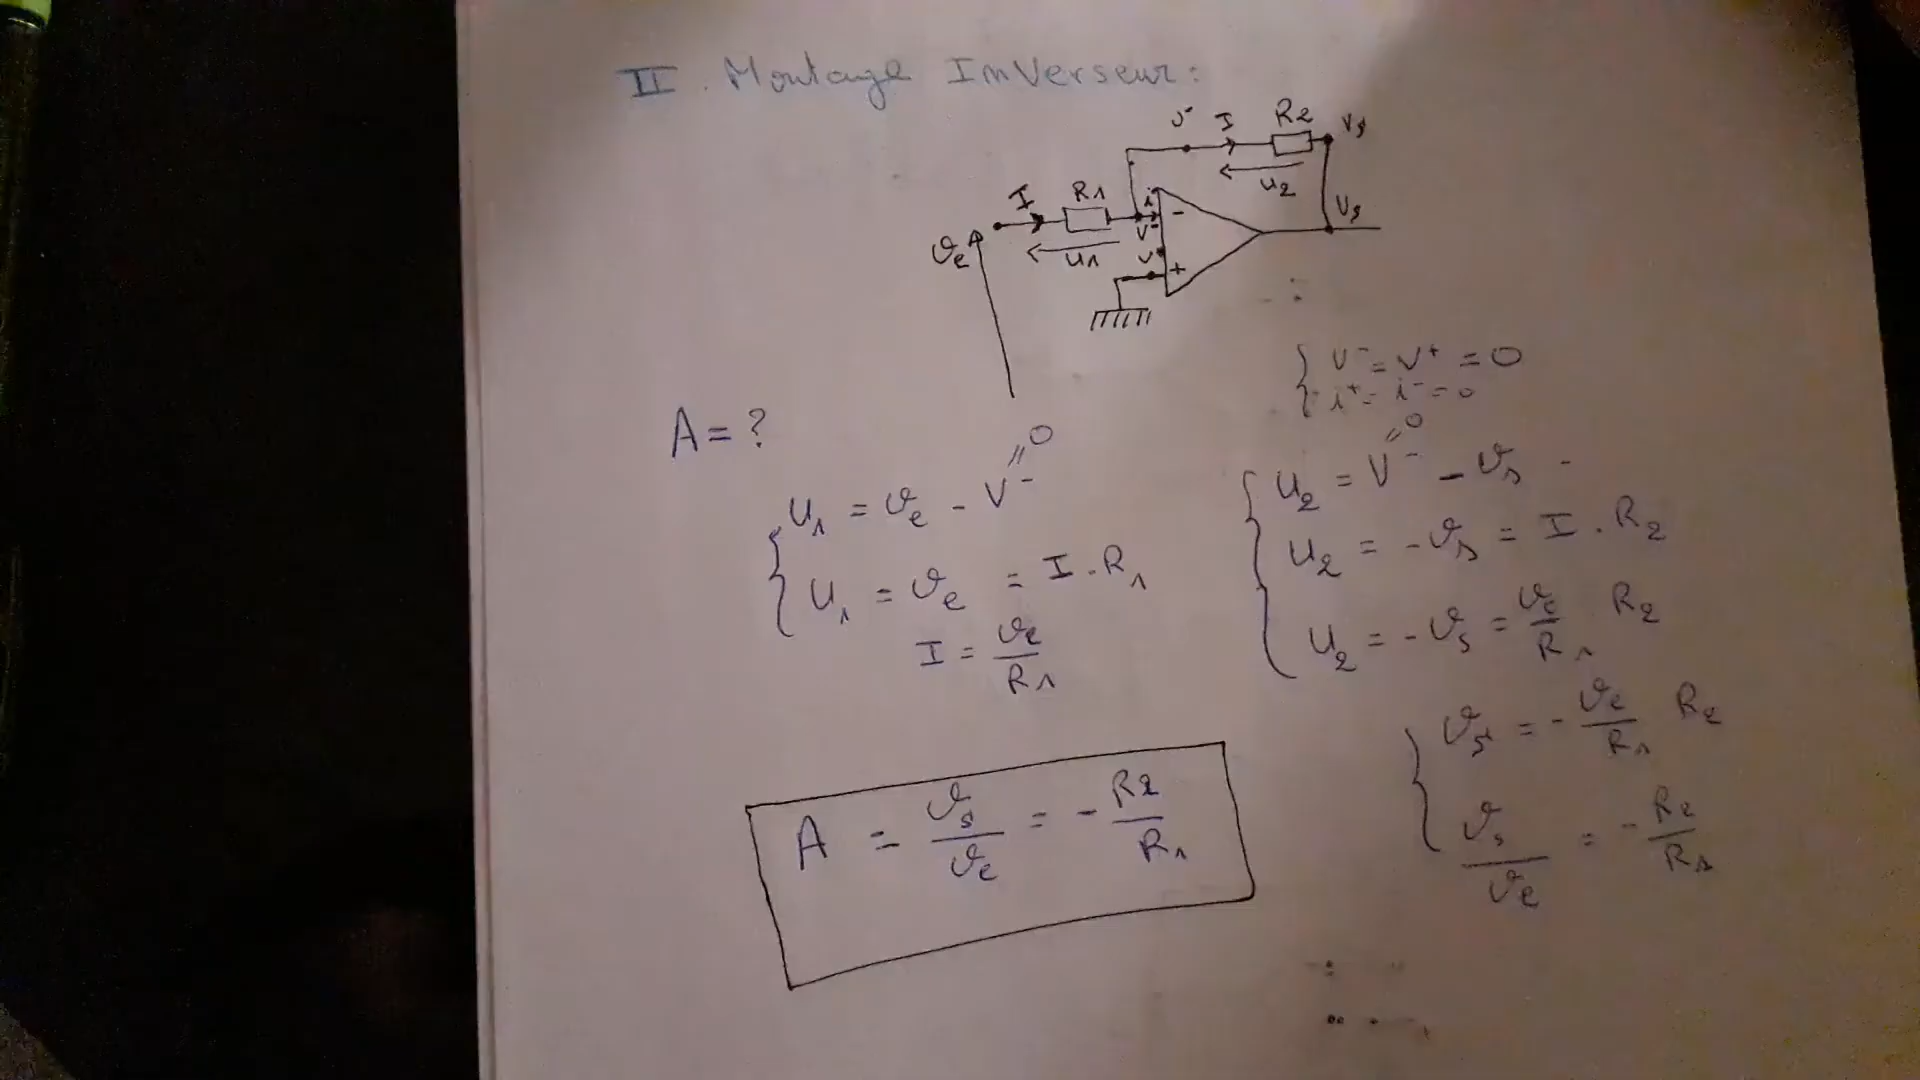 II. Montage Inverseur:
V⁻ I R2 Vs
u2
I R1 i⁻ - Vs
ve u1 V⁻
V +
{ V⁻ = V⁺ = 0
i⁺ = i⁻ = 0
A = ?
{ u1 = ve - V⁻ = 0
u1 = ve = I . R1
I = ve / R1
{ u2 = V⁻ = 0 - vs
u2 = -vs = I . R2
u2 = -vs = ve / R1 R2
{ vs = - ve / R1 R2
vs / ve = - R2 / R1
A = vs / ve = - R2 / R1